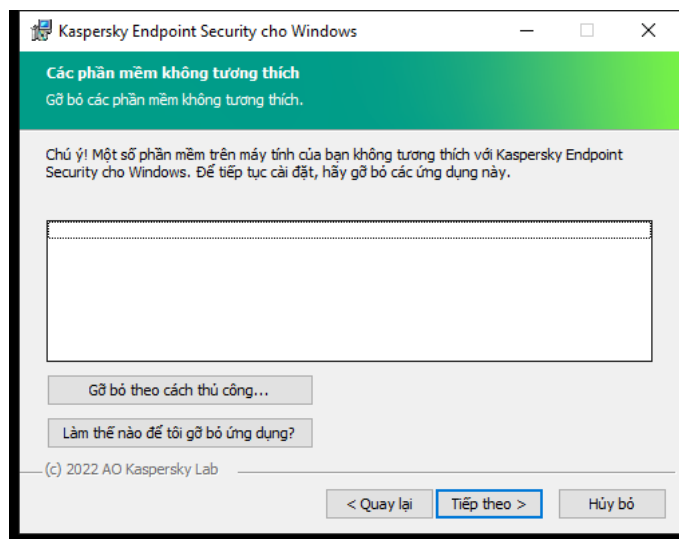 Kaspersky Endpoint Security cho Windows
Các phần mềm không tương thích
Gỡ bỏ các phần mềm không tương thích.
Chú ý! Một số phần mềm trên máy tính của bạn không tương thích với Kaspersky Endpoint
Security cho Windows. Để tiếp tục cài đặt, hãy gỡ bỏ các ứng dụng này.
Gỡ bỏ theo cách thủ công...
Làm thế nào để tôi gỡ bỏ ứng dụng?
(c) 2022 AO Kaspersky Lab
< Quay lại Tiếp theo > Hủy bỏ